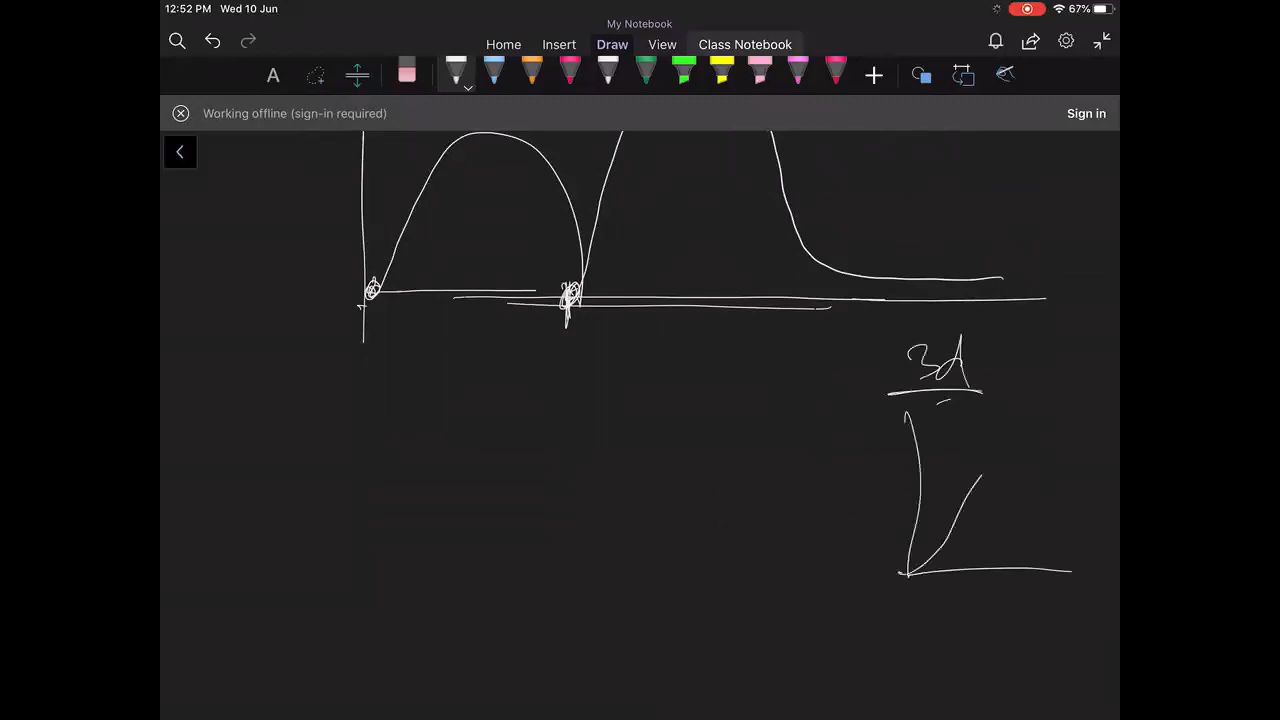 12:52 PM Wed 10 Jun
67%
My Notebook
Home Insert Draw View Class Notebook
A
Working offline (sign-in required)
Sign in
3d